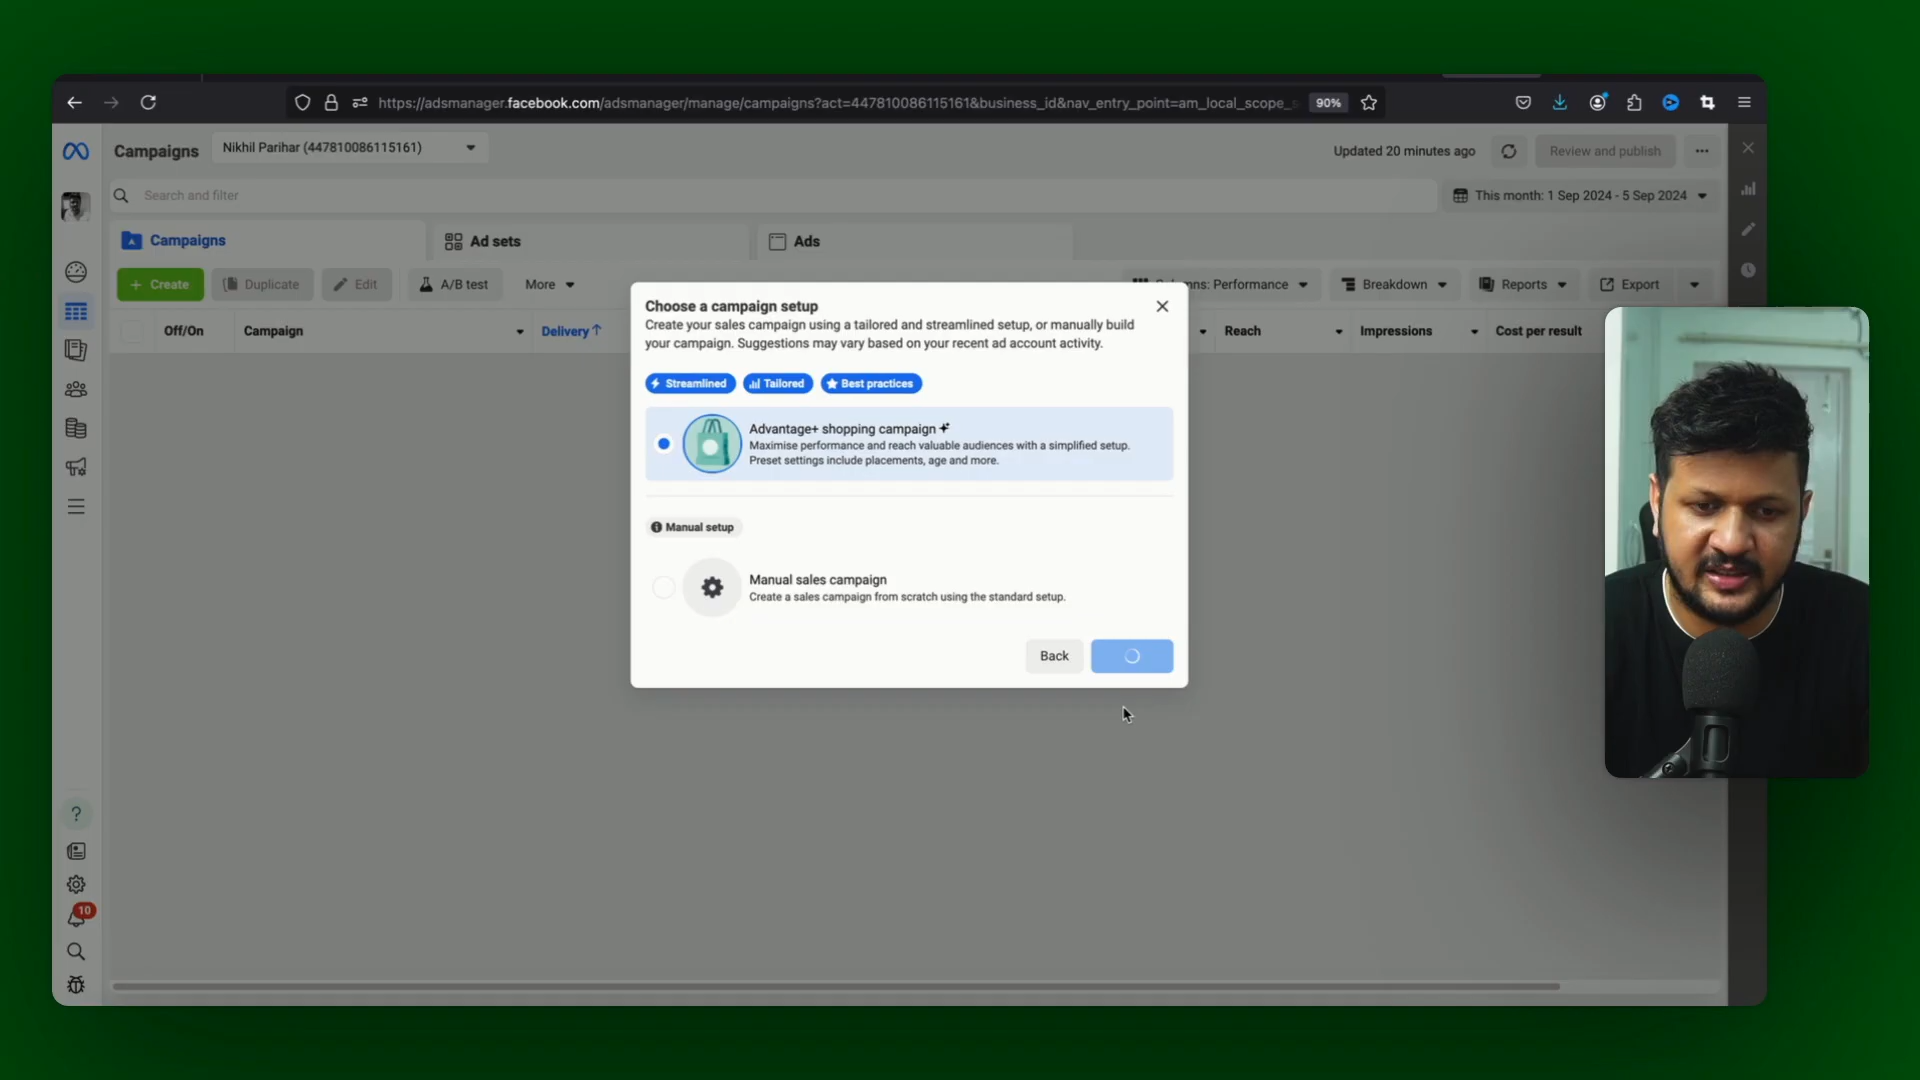 https://adsmanager.facebook.com/adsmanager/manage/campaigns?act=447810086115161&business_id&nav_entry_point=am_local_scope_
90%
Campaigns
Nikhil Parihar (447810086115161)
Updated 20 minutes ago
Review and publish
Search and filter
This month: 1 Sep 2024 - 5 Sep 2024
Campaigns
Ad sets
Ads
+ Create
Duplicate
Edit
A/B test
More
Performance
Breakdown
Reports
Export
Off/On
Campaign
Delivery ↑
Reach
Impressions
Cost per result
Choose a campaign setup
Create your sales campaign using a tailored and streamlined setup, or manually build
your campaign. Suggestions may vary based on your recent ad account activity.
Streamlined
Tailored
Best practices
Advantage+ shopping campaign
Maximise performance and reach valuable audiences with a simplified setup.
Preset settings include placements, age and more.
Manual setup
Manual sales campaign
Create a sales campaign from scratch using the standard setup.
Back
10